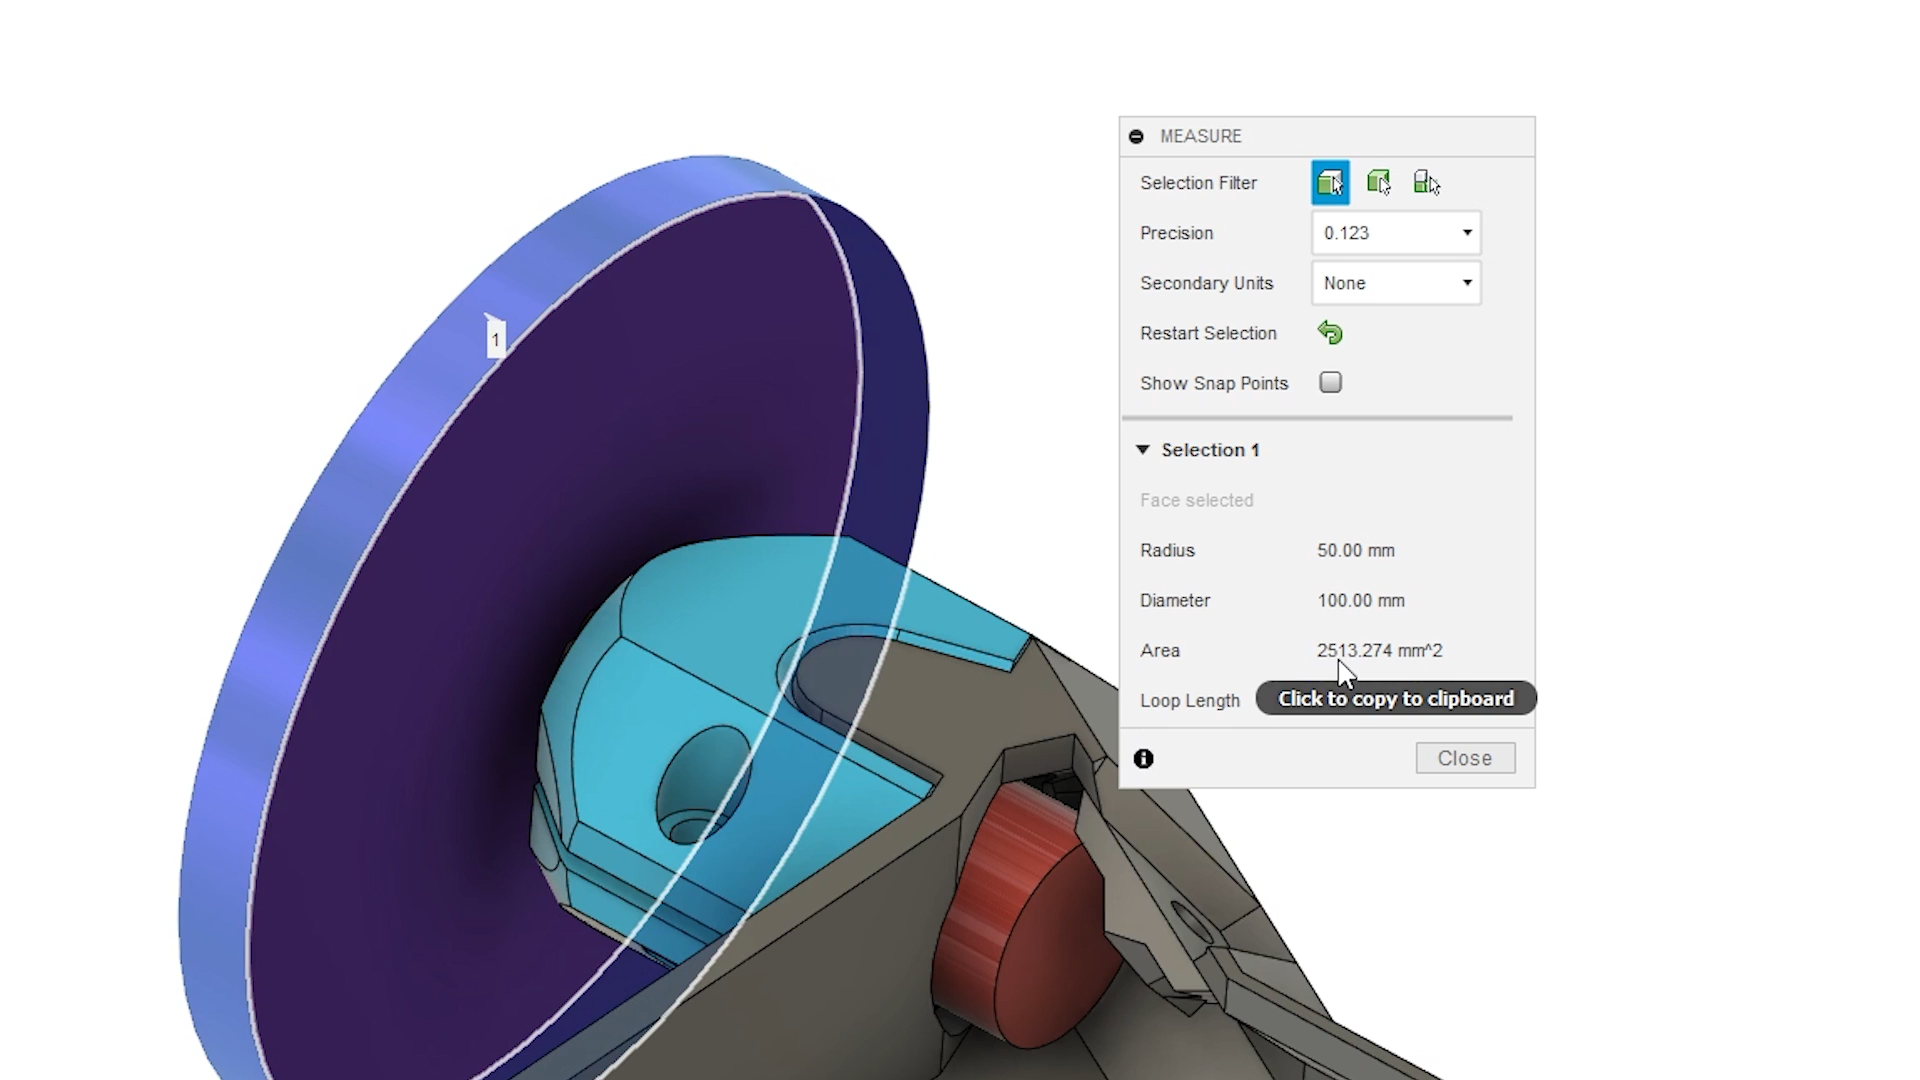 MEASURE
Selection Filter
Precision 0.123
Secondary Units None
Restart Selection
Show Snap Points
Selection 1
Face selected
Radius 50.00 mm
Diameter 100.00 mm
Area 2513.274 mm^2
Loop Length Click to copy to clipboard
Close
1